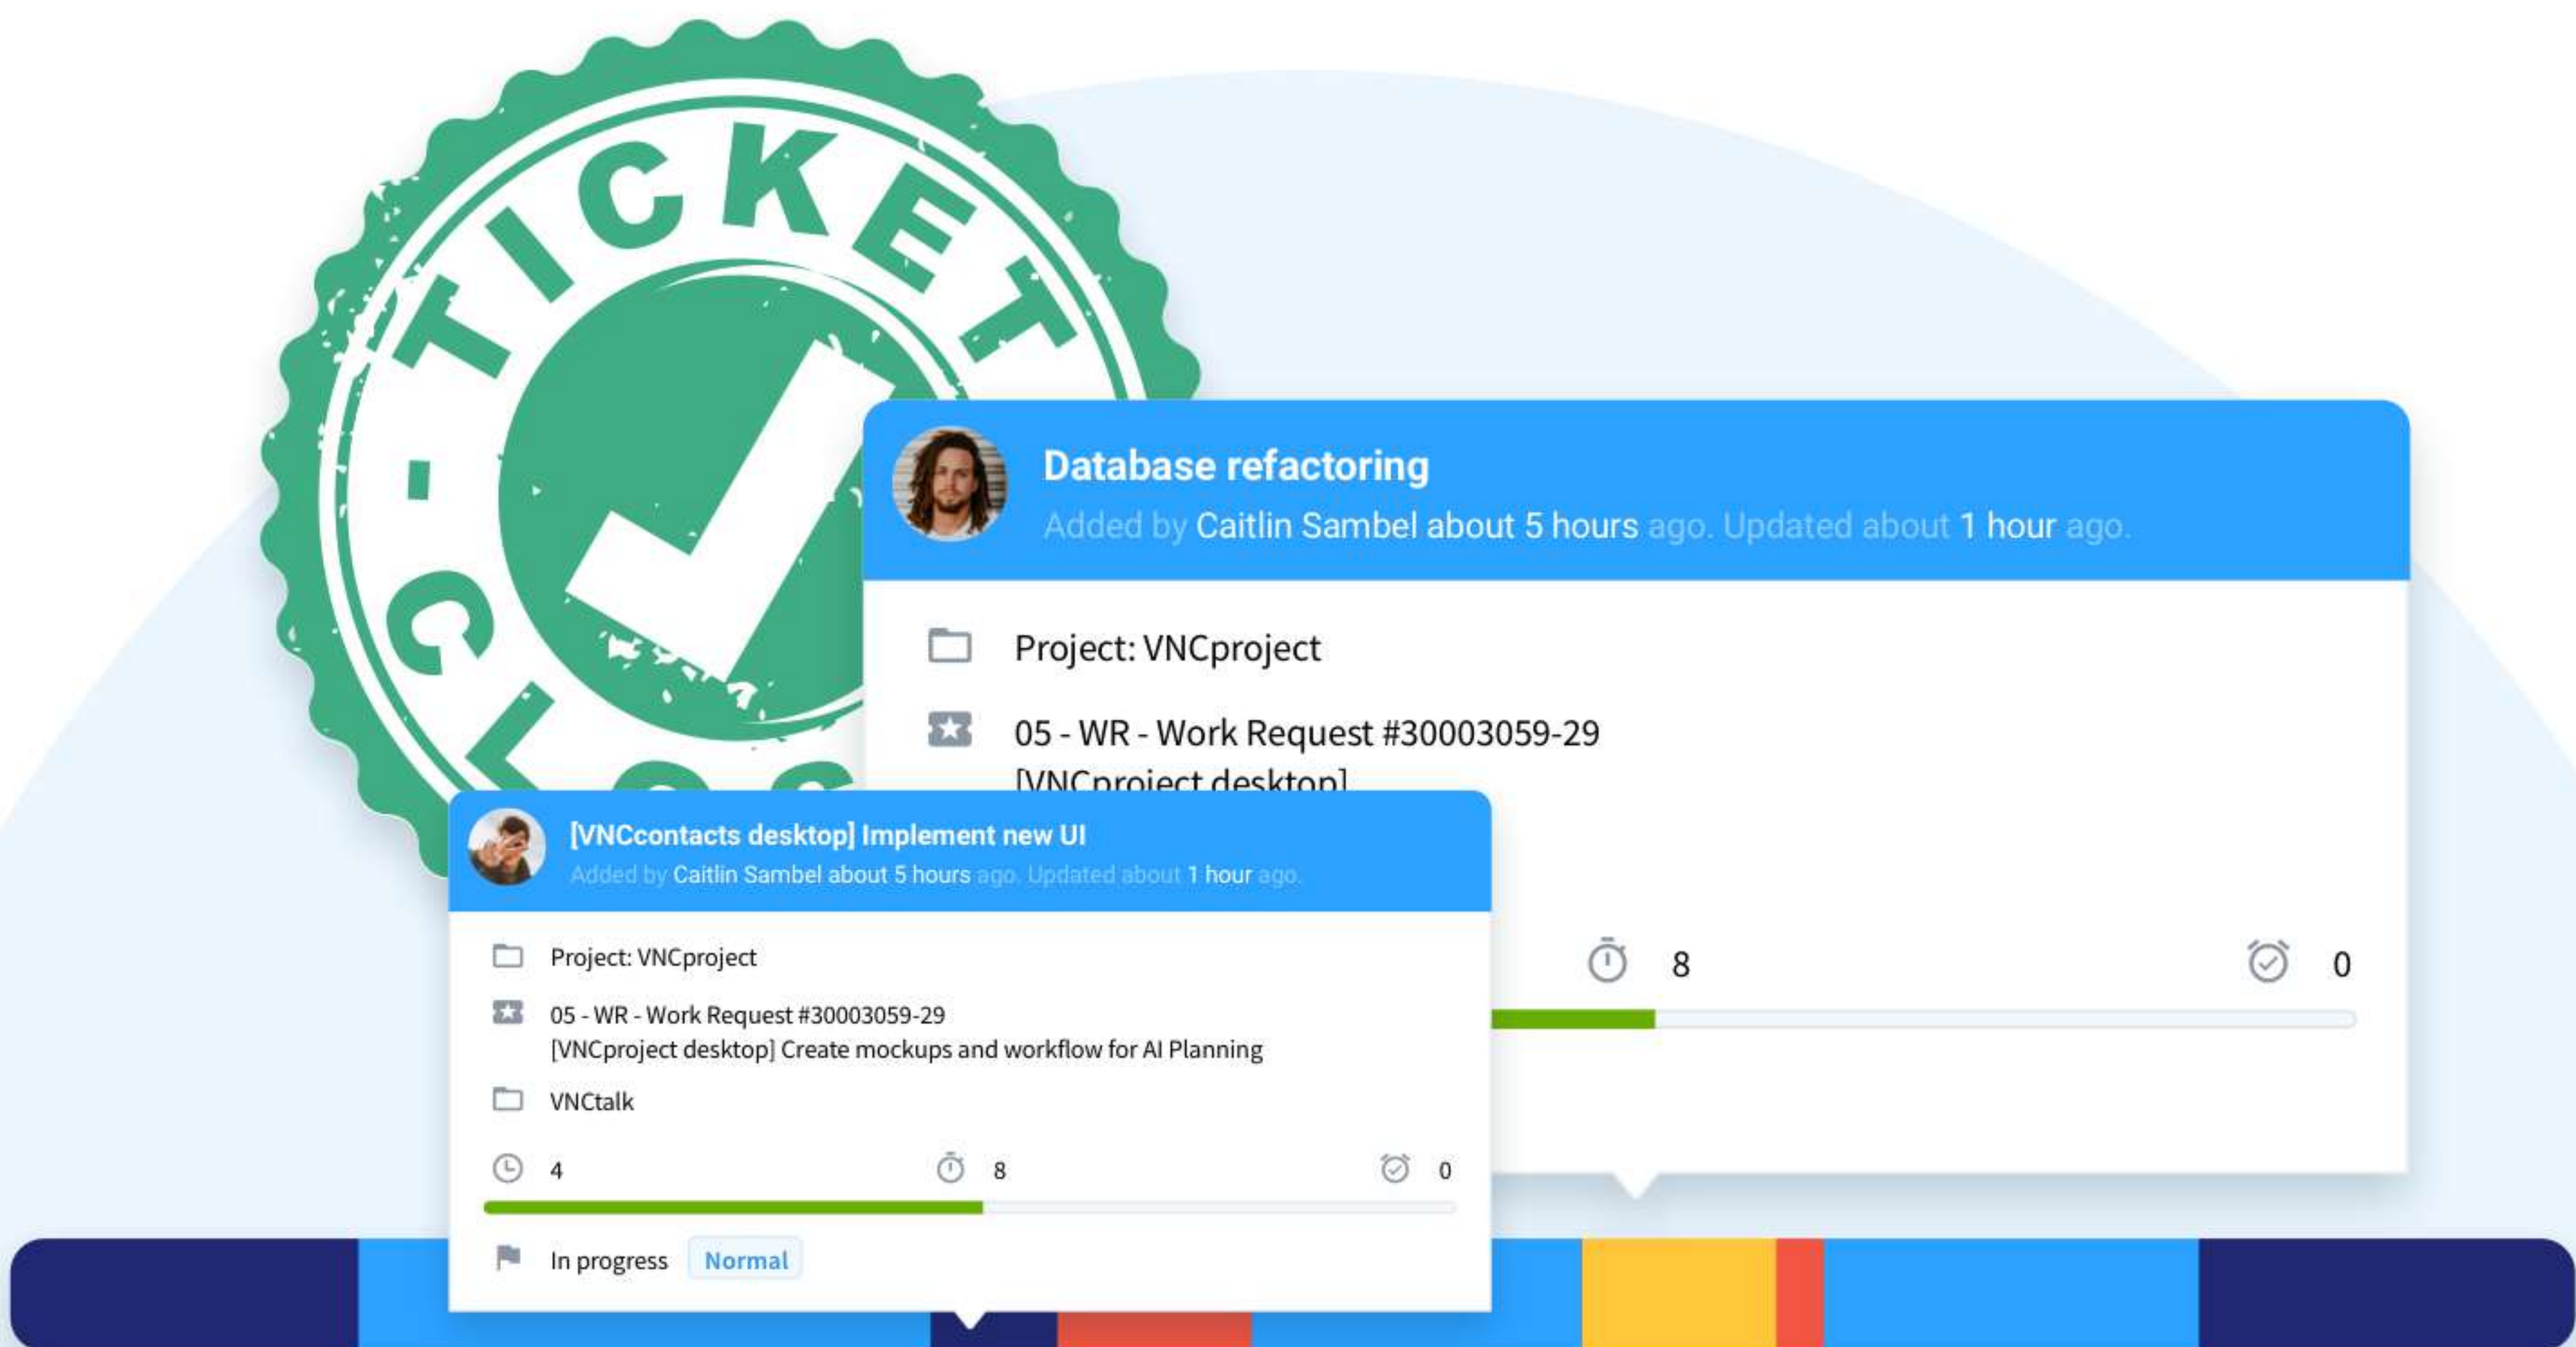 TICKET
-
Database refactoring
Added by Caitlin Sambel about 5 hours ago. Updated about 1 hour ago.
Project: VNCproject
05 - WR - Work Request #30003059-29
[VNCproject desktop]
8
0
[VNCcontacts desktop] Implement new UI
Added by Caitlin Sambel about 5 hours ago. Updated about 1 hour ago.
Project: VNCproject
05 - WR - Work Request #30003059-29
[VNCproject desktop] Create mockups and workflow for AI Planning
VNCtalk
4
8
0
In progress
Normal